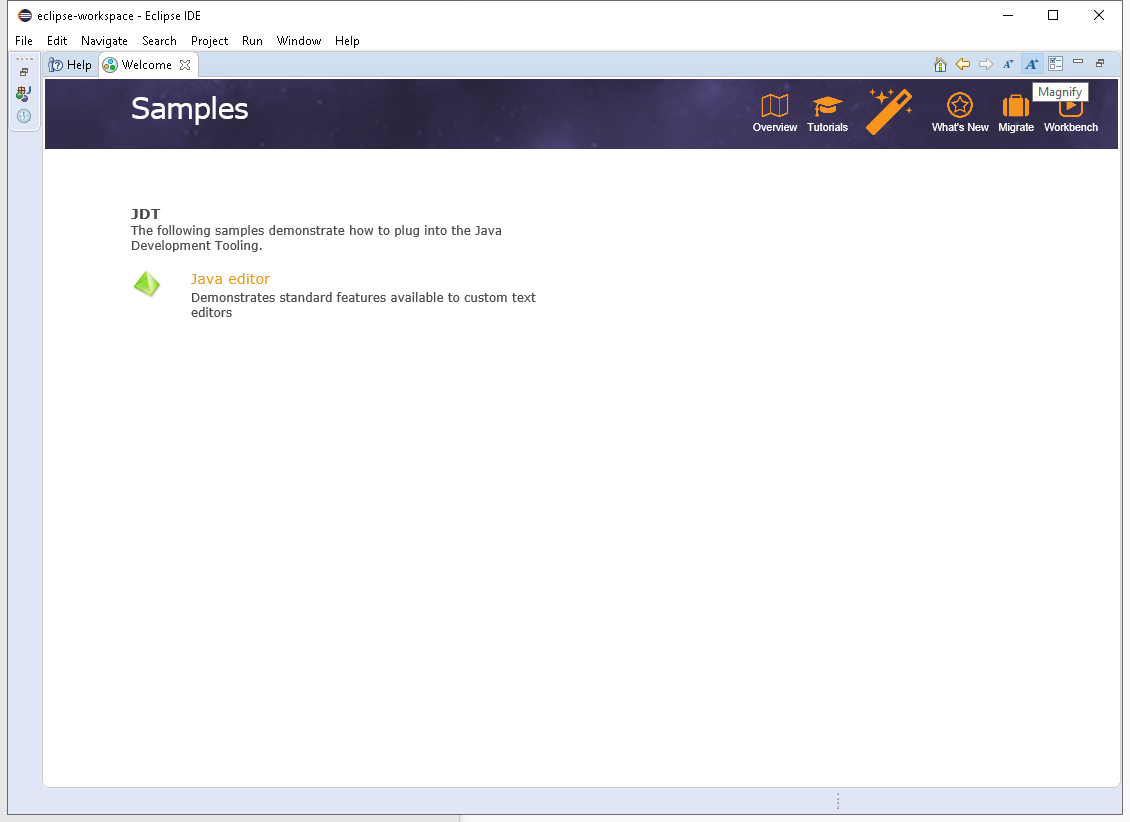 eclipse-workspace - Eclipse IDE
File Edit Navigate Search Project Run Window Help
Help Welcome
Magnify
Samples
Overview Tutorials What's New Migrate Workbench
JDT
The following samples demonstrate how to plug into the Java
Development Tooling.
Java editor
Demonstrates standard features available to custom text
editors